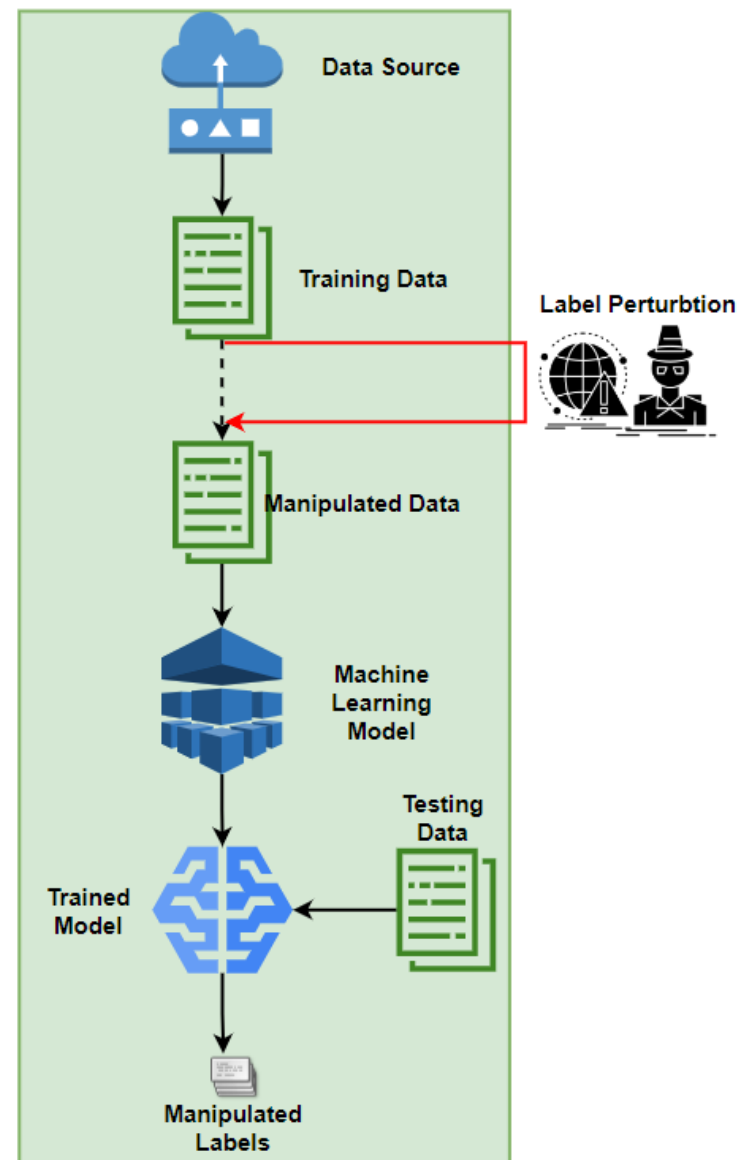 Data Source
Training Data
Label Perturbtion
Manipulated Data
Machine
Learning
Model
Testing
Data
Trained
Model
Manipulated
Labels